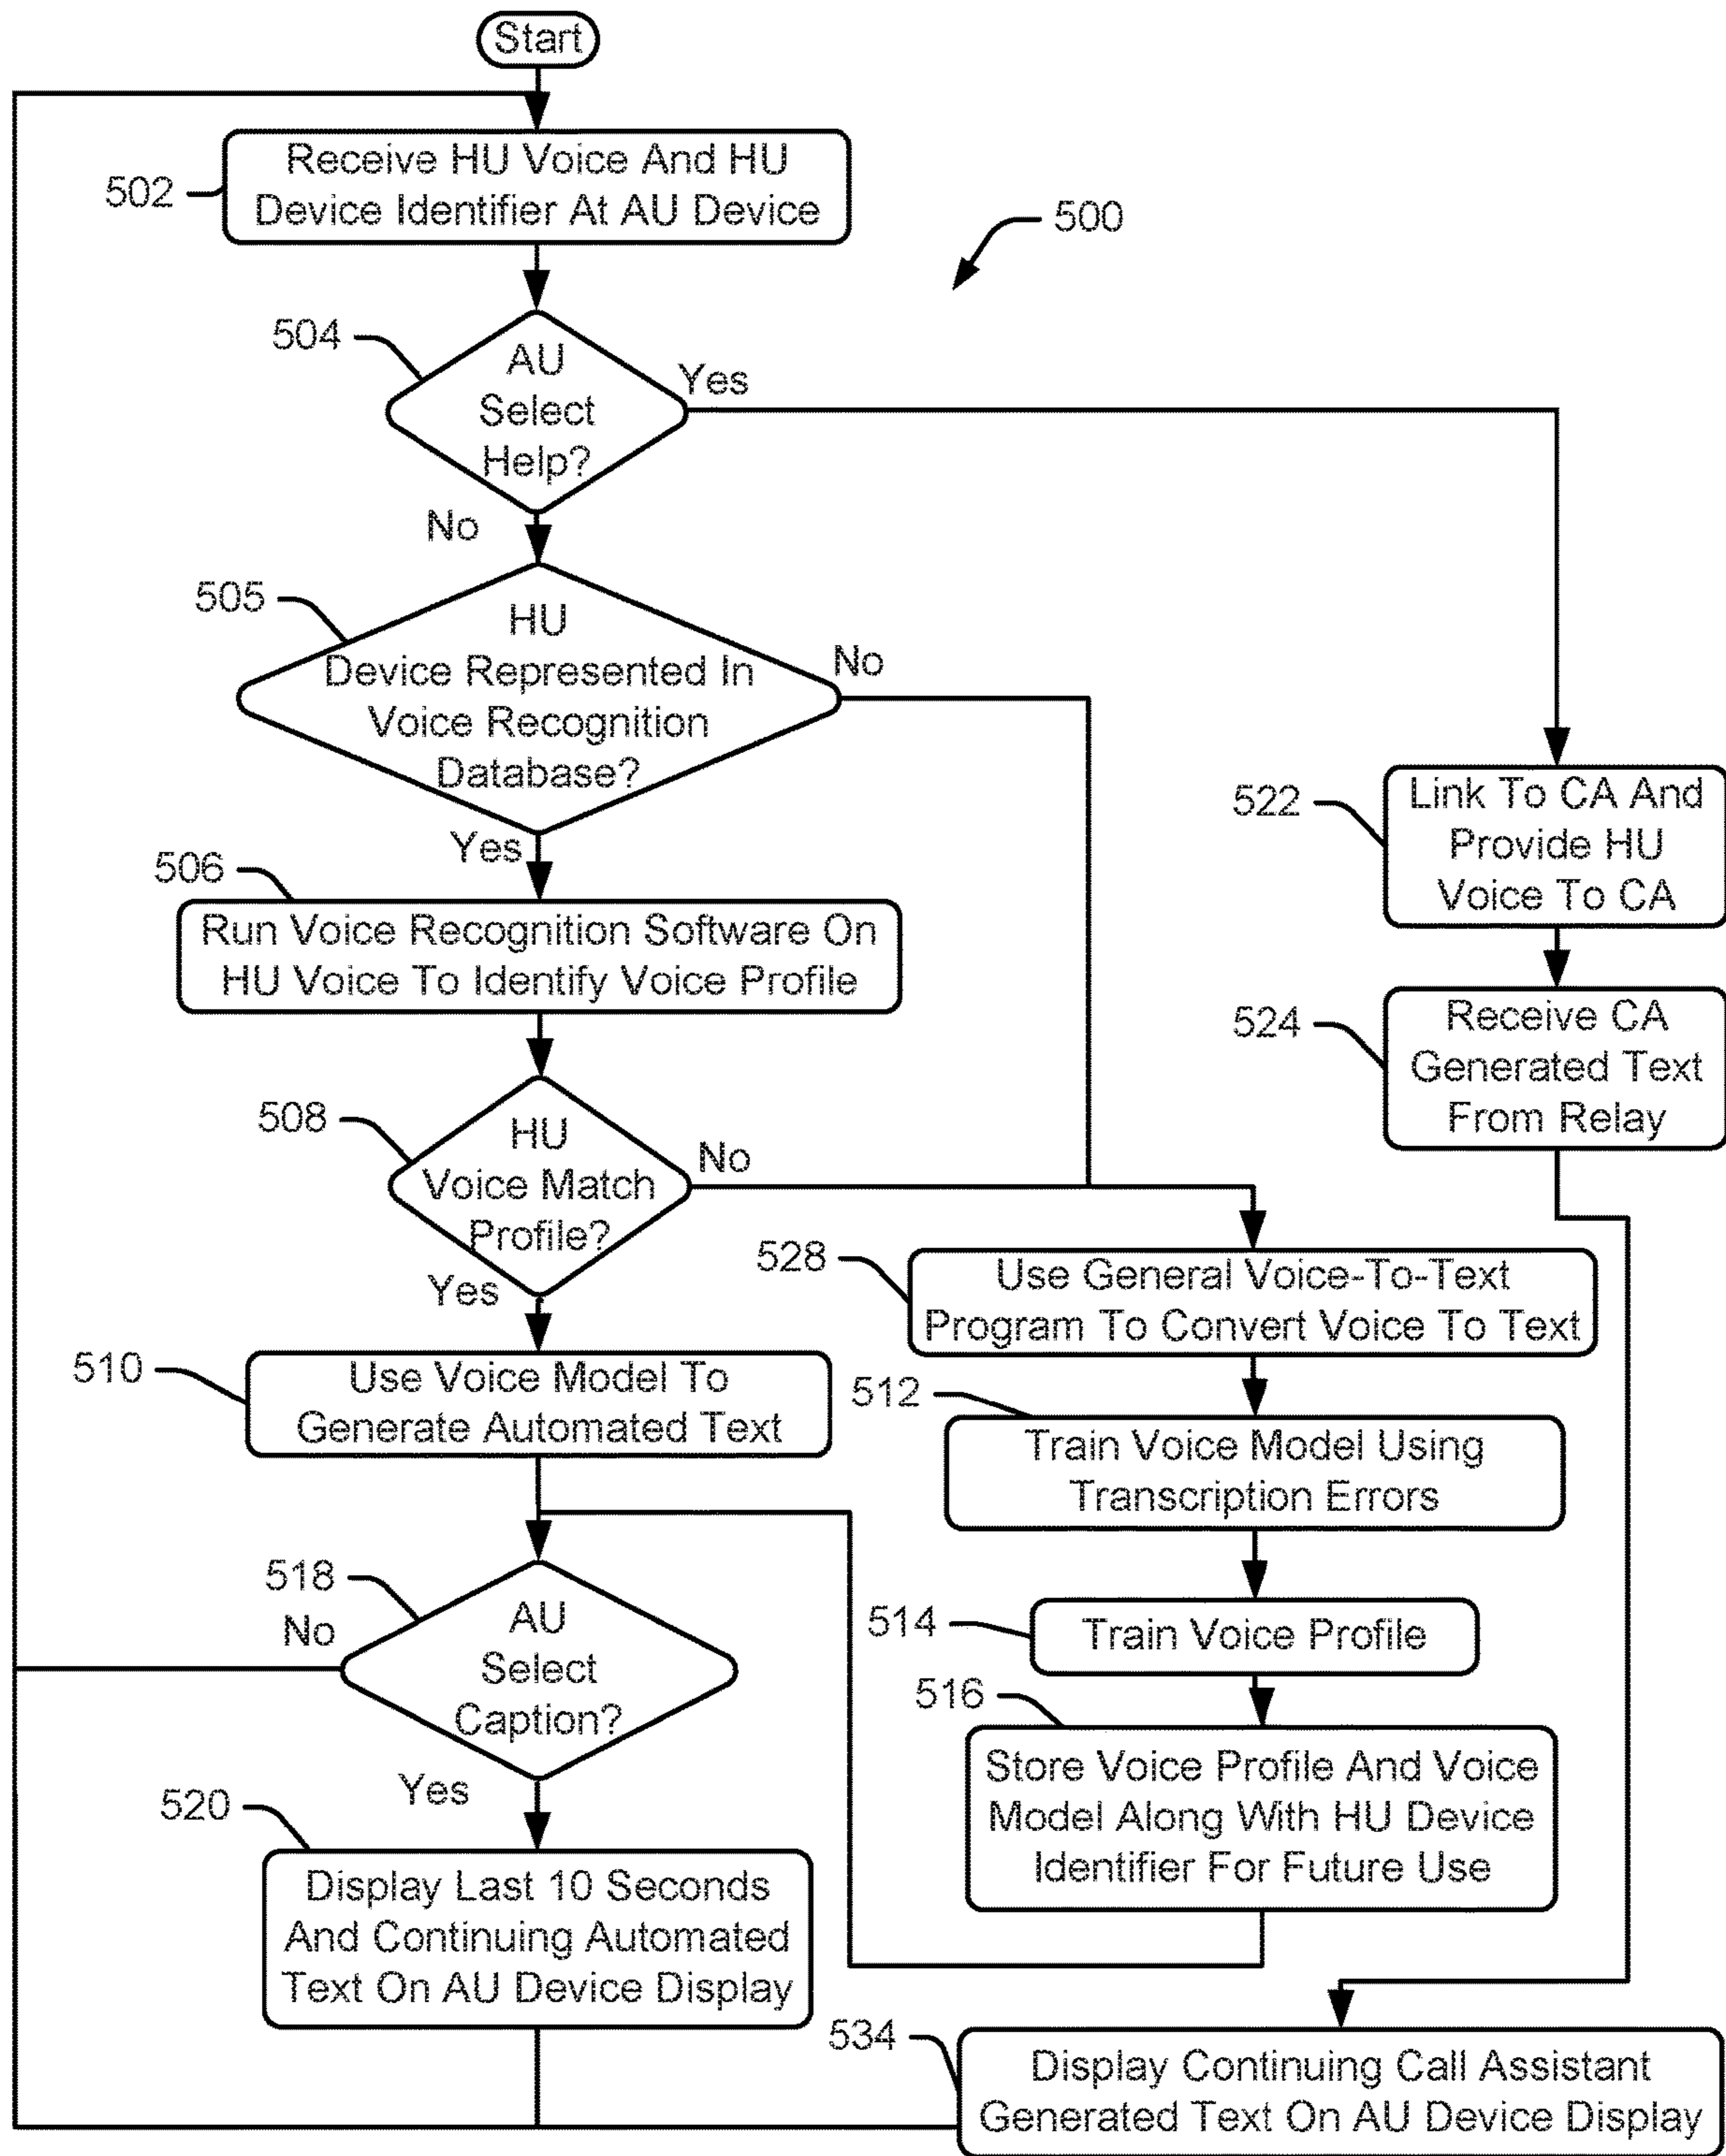 Start
502
Receive HU Voice And HU
Device Identifier At AU Device
500
504
AU
Select
Help?
Yes
No
505
HU
Device Represented In
Voice Recognition
Database?
No
Yes
506
Run Voice Recognition Software On
HU Voice To Identify Voice Profile
522
Link To CA And
Provide HU
Voice To CA
524
Receive CA
Generated Text
From Relay
508
HU
Voice Match
Profile?
No
Yes
528
Use General Voice-To-Text
Program To Convert Voice To Text
510
Use Voice Model To
Generate Automated Text
512
Train Voice Model Using
Transcription Errors
514
Train Voice Profile
516
Store Voice Profile And Voice
Model Along With HU Device
Identifier For Future Use
518
No
AU
Select
Caption?
Yes
520
Display Last 10 Seconds
And Continuing Automated
Text On AU Device Display
534
Display Continuing Call Assistant
Generated Text On AU Device Display